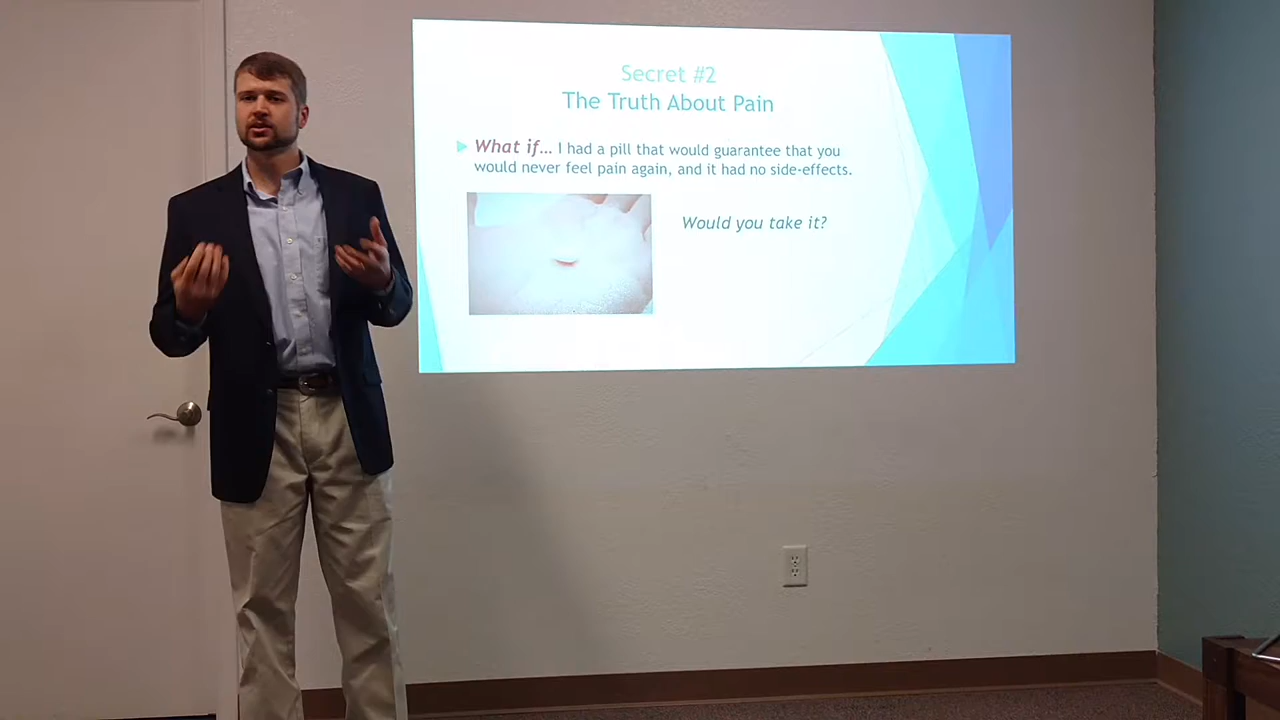 Secret #2
The Truth About Pain
What if... I had a pill that would guarantee that you
would never feel pain again, and it had no side-effects.
Would you take it?